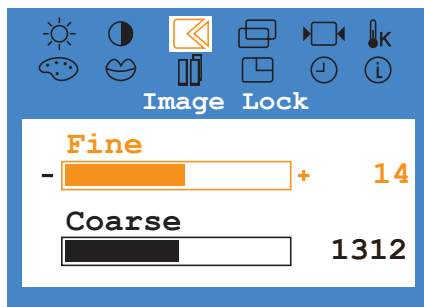 K
Image Lock
Fine
- + 14
Coarse
1312